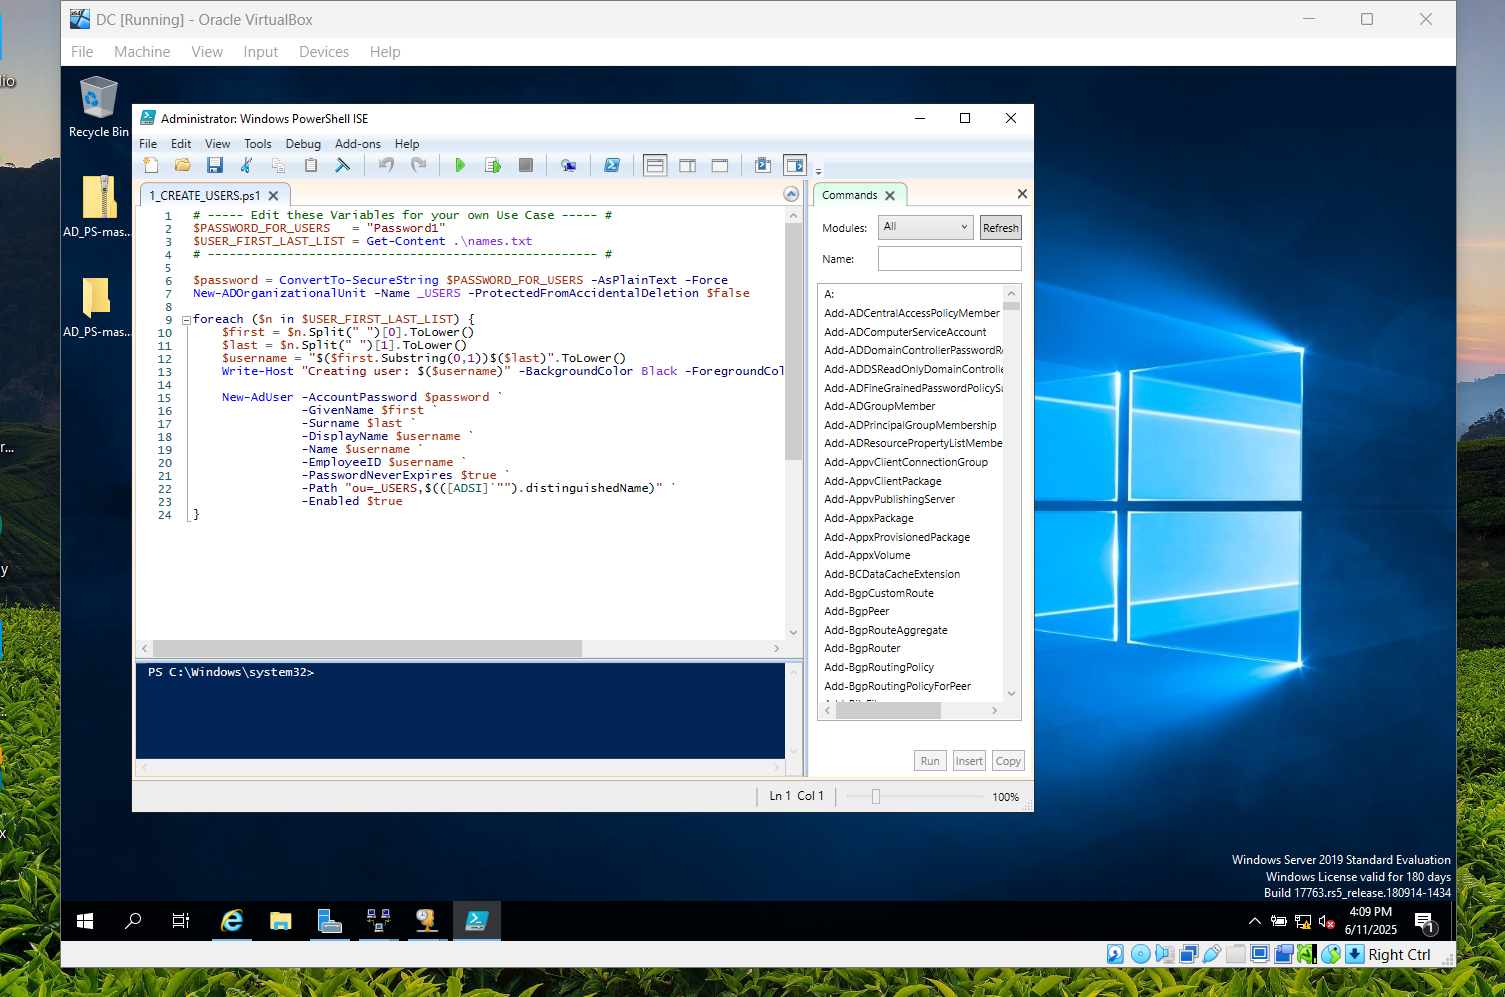 DC [Running] - Oracle VirtualBox
File Machine View Input Devices Help
Recycle Bin
AD_PS-mas...
AD_PS-mas...
Administrator: Windows PowerShell ISE
File Edit View Tools Debug Add-ons Help
1_CREATE_USERS.ps1
1 # ----- Edit these Variables for your own Use Case ----- #
2 $PASSWORD_FOR_USERS   = "Password1"
3 $USER_FIRST_LAST_LIST = Get-Content .\names.txt
4 # ------------------------------------------------------ #
5
6 $password = ConvertTo-SecureString $PASSWORD_FOR_USERS -AsPlainText -Force
7 New-ADOrganizationalUnit -Name _USERS -ProtectedFromAccidentalDeletion $false
8
9 foreach ($n in $USER_FIRST_LAST_LIST) {
10     $first = $n.Split(" ")[0].ToLower()
11     $last = $n.Split(" ")[1].ToLower()
12     $username = "$($first.Substring(0,1))$($last)".ToLower()
13     Write-Host "Creating user: $($username)" -BackgroundColor Black -ForegroundCol
14
15     New-AdUser -AccountPassword $password `
16                -GivenName $first `
17                -Surname $last `
18                -DisplayName $username `
19                -Name $username `
20                -EmployeeID $username `
21                -PasswordNeverExpires $true `
22                -Path "ou=_USERS,$(([ADSI]`"").distinguishedName)" `
23                -Enabled $true
24 }
PS C:\Windows\system32>
Commands
Modules: All Refresh
Name:
A:
Add-ADCentralAccessPolicyMember
Add-ADComputerServiceAccount
Add-ADDomainControllerPasswordRe
Add-ADDSReadOnlyDomainControlle
Add-ADFineGrainedPasswordPolicySu
Add-ADGroupMember
Add-ADPrincipalGroupMembership
Add-ADResourcePropertyListMembe
Add-AppvClientConnectionGroup
Add-AppvClientPackage
Add-AppvPublishingServer
Add-AppxPackage
Add-AppxProvisionedPackage
Add-AppxVolume
Add-BCDataCacheExtension
Add-BgpCustomRoute
Add-BgpPeer
Add-BgpRouteAggregate
Add-BgpRouter
Add-BgpRoutingPolicy
Add-BgpRoutingPolicyForPeer
Run Insert Copy
Ln 1 Col 1 100%
Windows Server 2019 Standard Evaluation
Windows License valid for 180 days
Build 17763.rs5_release.180914-1434
4:09 PM
6/11/2025
1
Right Ctrl